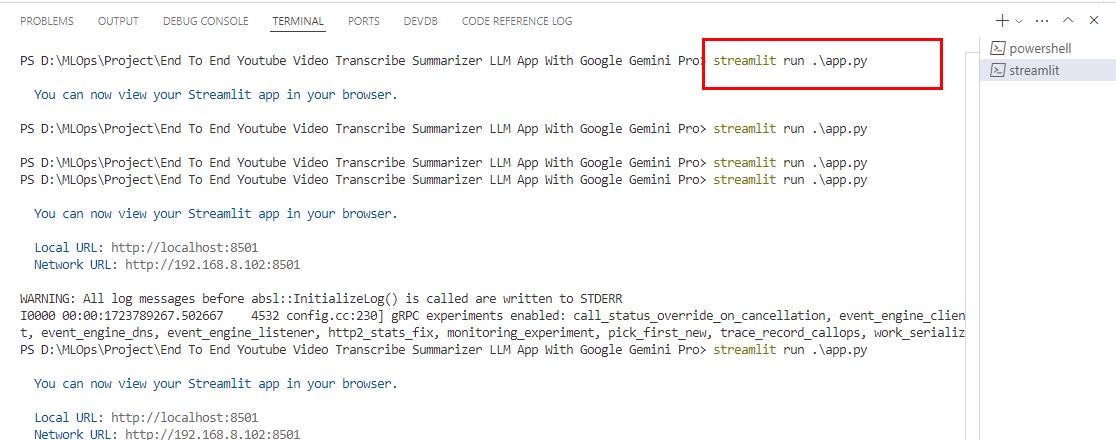 PROBLEMS OUTPUT DEBUG CONSOLE TERMINAL PORTS DEVDB CODE REFERENCE LOG
powershell
streamlit
PS D:\MLOps\Project\End To End Youtube Video Transcribe Summarizer LLM App With Google Gemini Pro> streamlit run .\app.py
You can now view your Streamlit app in your browser.
PS D:\MLOps\Project\End To End Youtube Video Transcribe Summarizer LLM App With Google Gemini Pro> streamlit run .\app.py
PS D:\MLOps\Project\End To End Youtube Video Transcribe Summarizer LLM App With Google Gemini Pro> streamlit run .\app.py
PS D:\MLOps\Project\End To End Youtube Video Transcribe Summarizer LLM App With Google Gemini Pro> streamlit run .\app.py
You can now view your Streamlit app in your browser.
Local URL: http://localhost:8501
Network URL: http://192.168.8.102:8501
WARNING: All log messages before absl::InitializeLog() is called are written to STDERR
I0000 00:00:1723789267.502667    4532 config.cc:230] gRPC experiments enabled: call_status_override_on_cancellation, event_engine_clien
t, event_engine_dns, event_engine_listener, http2_stats_fix, monitoring_experiment, pick_first_new, trace_record_callops, work_serializ
PS D:\MLOps\Project\End To End Youtube Video Transcribe Summarizer LLM App With Google Gemini Pro> streamlit run .\app.py
You can now view your Streamlit app in your browser.
Local URL: http://localhost:8501
Network URL: http://192.168.8.102:8501